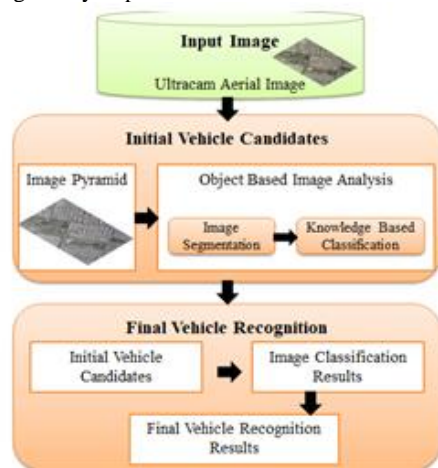 Input Image
Ultracam Aerial Image
Initial Vehicle Candidates
Image Pyramid
Object Based Image Analysis
Image
Segmentation
Knowledge Based
Classification
Final Vehicle Recognition
Initial Vehicle
Candidates
Image Classification
Results
Final Vehicle Recognition
Results